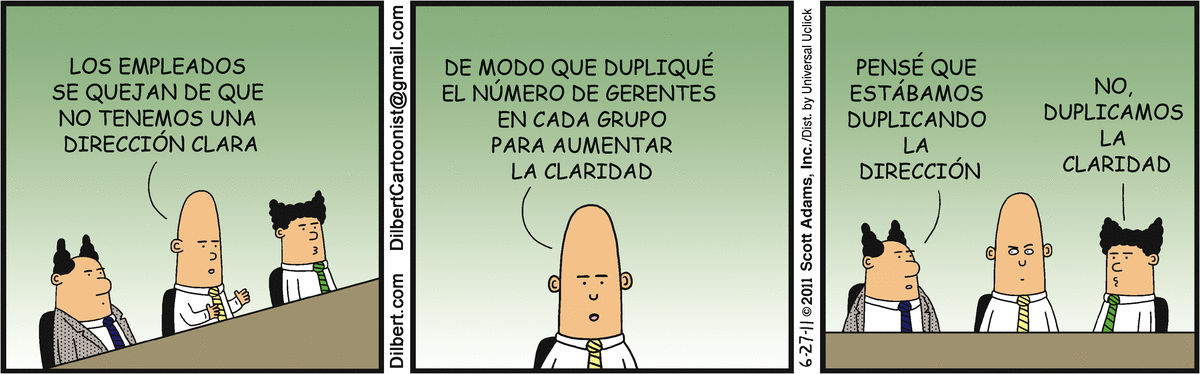 LOS EMPLEADOS
SE QUEJAN DE QUE
NO TENEMOS UNA
DIRECCIÓN CLARA
Dilbert.com DilbertCartoonist@gmail.com
DE MODO QUE DUPLIQUÉ
EL NÚMERO DE GERENTES
EN CADA GRUPO
PARA AUMENTAR
LA CLARIDAD
6-27-11 ©2011 Scott Adams, Inc./Dist. by Universal Uclick
PENSÉ QUE
ESTÁBAMOS
DUPLICANDO
LA
DIRECCIÓN
NO,
DUPLICAMOS
LA
CLARIDAD